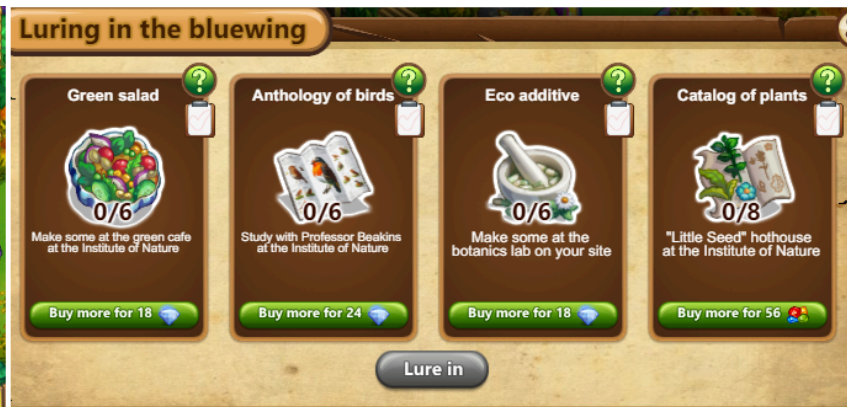 Luring in the bluewing
Green salad
0/6
Make some at the green cafe
at the Institute of Nature
Buy more for 18
Anthology of birds
0/6
Study with Professor Beakins
at the Institute of Nature
Buy more for 24
Eco additive
0/6
Make some at the
botanics lab on your site
Buy more for 18
Catalog of plants
0/8
"Little Seed" hothouse
at the Institute of Nature
Buy more for 56
Lure in